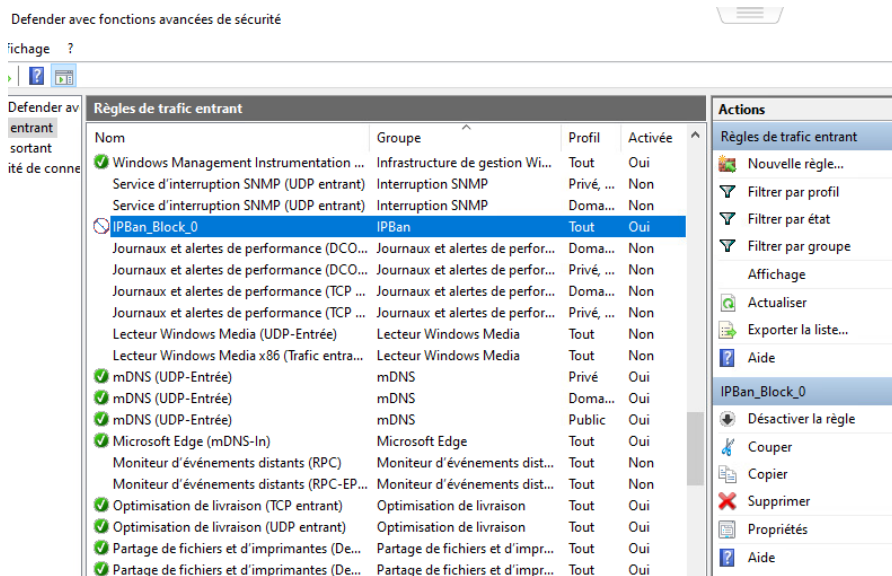 Defender avec fonctions avancées de sécurité
fichage ?
Defender av
entrant
sortant
ité de conne
Règles de trafic entrant
Nom Groupe Profil Activée
Windows Management Instrumentation ... Infrastructure de gestion Wi... Tout Oui
Service d'interruption SNMP (UDP entrant) Interruption SNMP Privé, ... Non
Service d'interruption SNMP (UDP entrant) Interruption SNMP Doma... Non
IPBan_Block_0 IPBan Tout Oui
Journaux et alertes de performance (DCO... Journaux et alertes de perfor... Doma... Non
Journaux et alertes de performance (DCO... Journaux et alertes de perfor... Privé, ... Non
Journaux et alertes de performance (TCP ... Journaux et alertes de perfor... Doma... Non
Journaux et alertes de performance (TCP ... Journaux et alertes de perfor... Privé, ... Non
Lecteur Windows Media (UDP-Entrée) Lecteur Windows Media Tout Non
Lecteur Windows Media x86 (Trafic entra... Lecteur Windows Media Tout Non
mDNS (UDP-Entrée) mDNS Privé Oui
mDNS (UDP-Entrée) mDNS Doma... Oui
mDNS (UDP-Entrée) mDNS Public Oui
Microsoft Edge (mDNS-In) Microsoft Edge Tout Oui
Moniteur d'événements distants (RPC) Moniteur d'événements dist... Tout Non
Moniteur d'événements distants (RPC-EP... Moniteur d'événements dist... Tout Non
Optimisation de livraison (TCP entrant) Optimisation de livraison Tout Oui
Optimisation de livraison (UDP entrant) Optimisation de livraison Tout Oui
Partage de fichiers et d'imprimantes (De... Partage de fichiers et d'impr... Tout Oui
Partage de fichiers et d'imprimantes (De... Partage de fichiers et d'impr... Tout Oui
Actions
Règles de trafic entrant
Nouvelle règle...
Filtrer par profil
Filtrer par état
Filtrer par groupe
Affichage
Actualiser
Exporter la liste...
Aide
IPBan_Block_0
Désactiver la règle
Couper
Copier
Supprimer
Propriétés
Aide